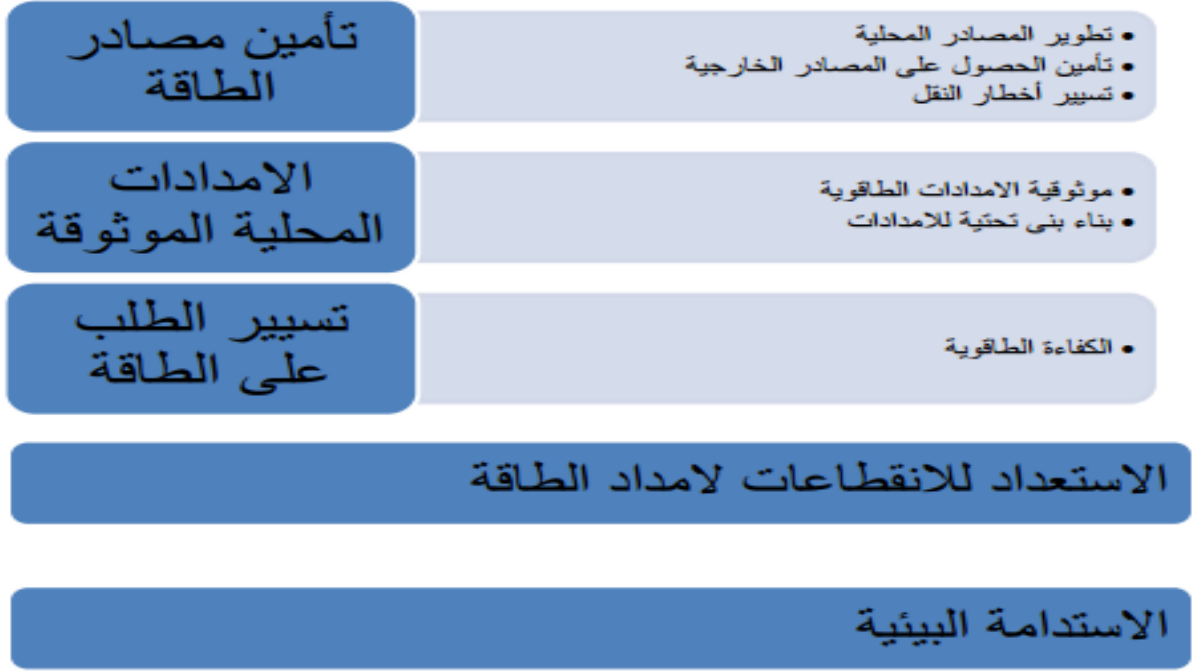 تأمين مصادر
الطاقة
• تطوير المصادر المحلية
• تأمين الحصول على المصادر الخارجية
• تسيير أخطار النقل
الامدادات
المحلية الموثوقة
• موثوقية الامدادات الطاقوية
• بناء بنى تحتية للامدادات
تسيير الطلب
على الطاقة
• الكفاءة الطاقوية
الاستعداد للانقطاعات لامداد الطاقة
الاستدامة البيئية